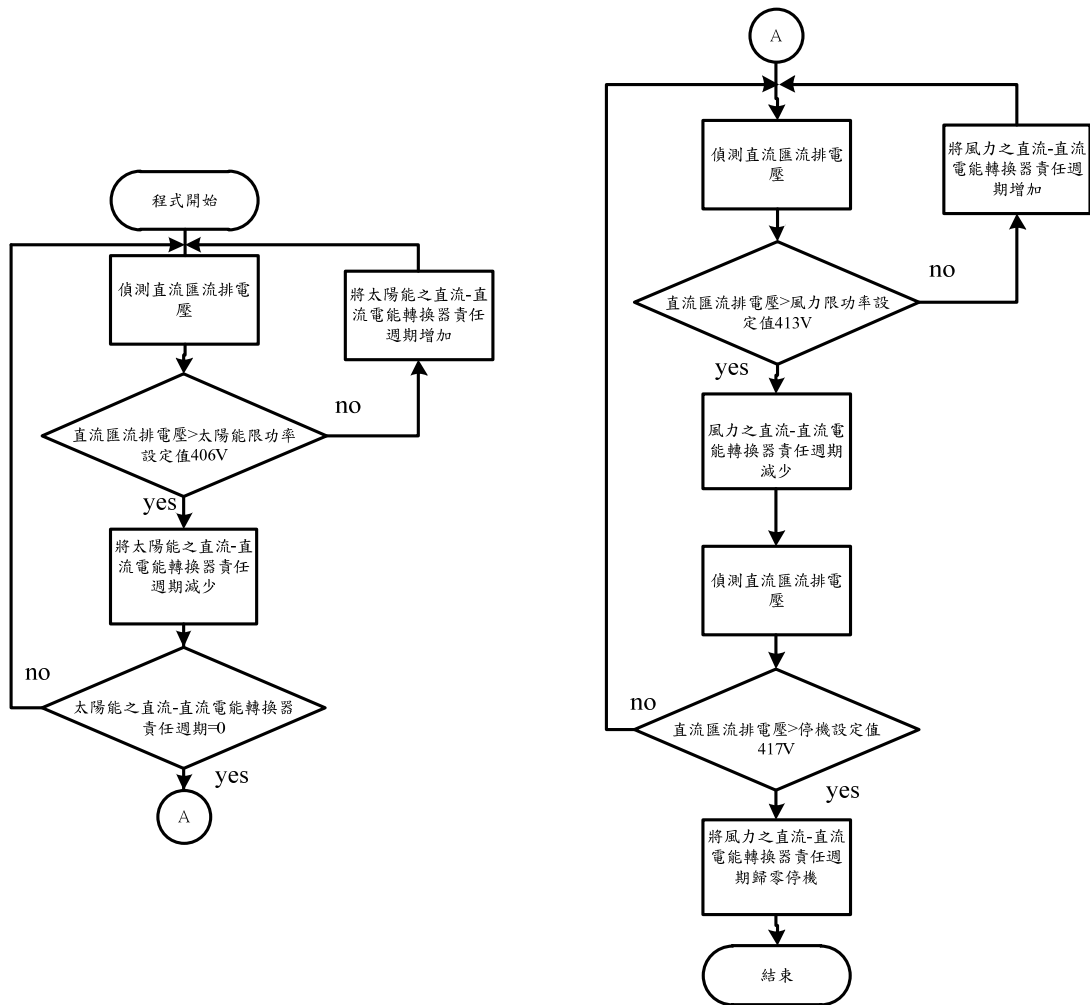 程式開始
偵測直流匯流排電
壓
將太陽能之直流-直
流電能轉換器責任
週期增加
直流匯流排電壓>太陽能限功率
設定值406V
no
yes
將太陽能之直流-直
流電能轉換器責任
週期減少
no
太陽能之直流-直流電能轉換器
責任週期=0
yes
A
A
偵測直流匯流排電
壓
將風力之直流-直流
電能轉換器責任週
期增加
no
直流匯流排電壓>風力限功率設
定值413V
yes
風力之直流-直流電
能轉換器責任週期
減少
偵測直流匯流排電
壓
no
直流匯流排電壓>停機設定值
417V
yes
將風力之直流-直流
電能轉換器責任週
期歸零停機
結束